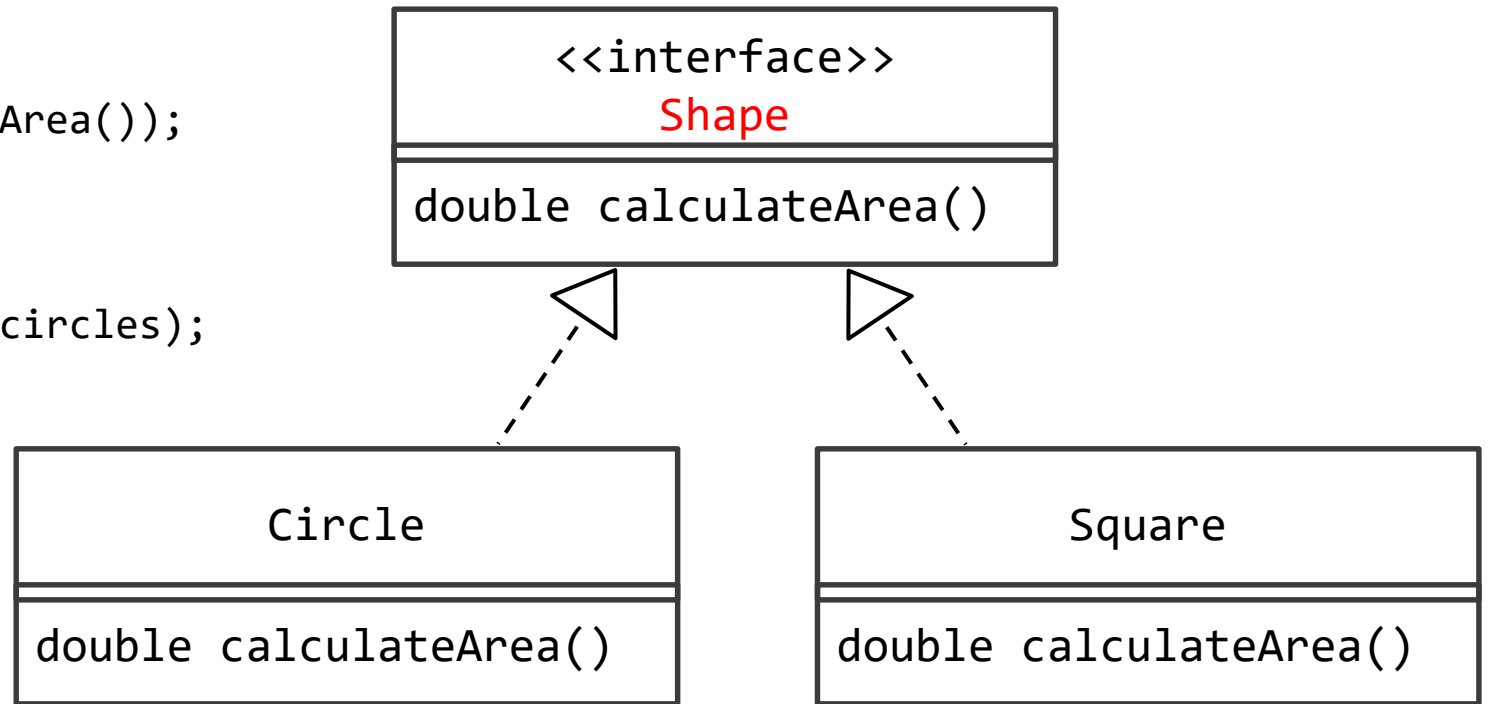 Area());
circles);
<<interface>>
Shape
double calculateArea()
Circle
double calculateArea()
Square
double calculateArea()